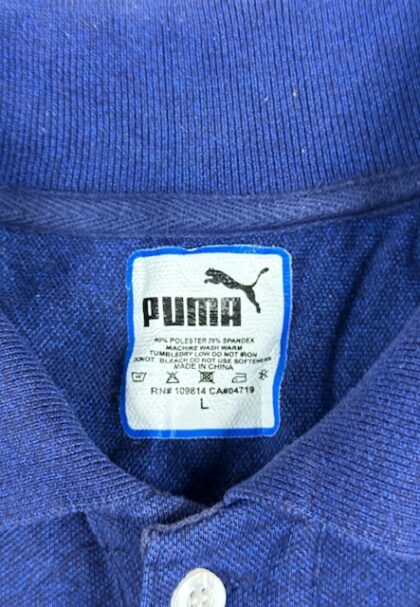 PUMA
80% POLESTER 20% SPANDEX
MACHINE WASH WARM
TUMBLEDRY LOW DO NOT IRON
DONOT BLEACH DO NOT USE SOFTENERS
MADE IN CHINA
RN# 109814 CA#04719
L